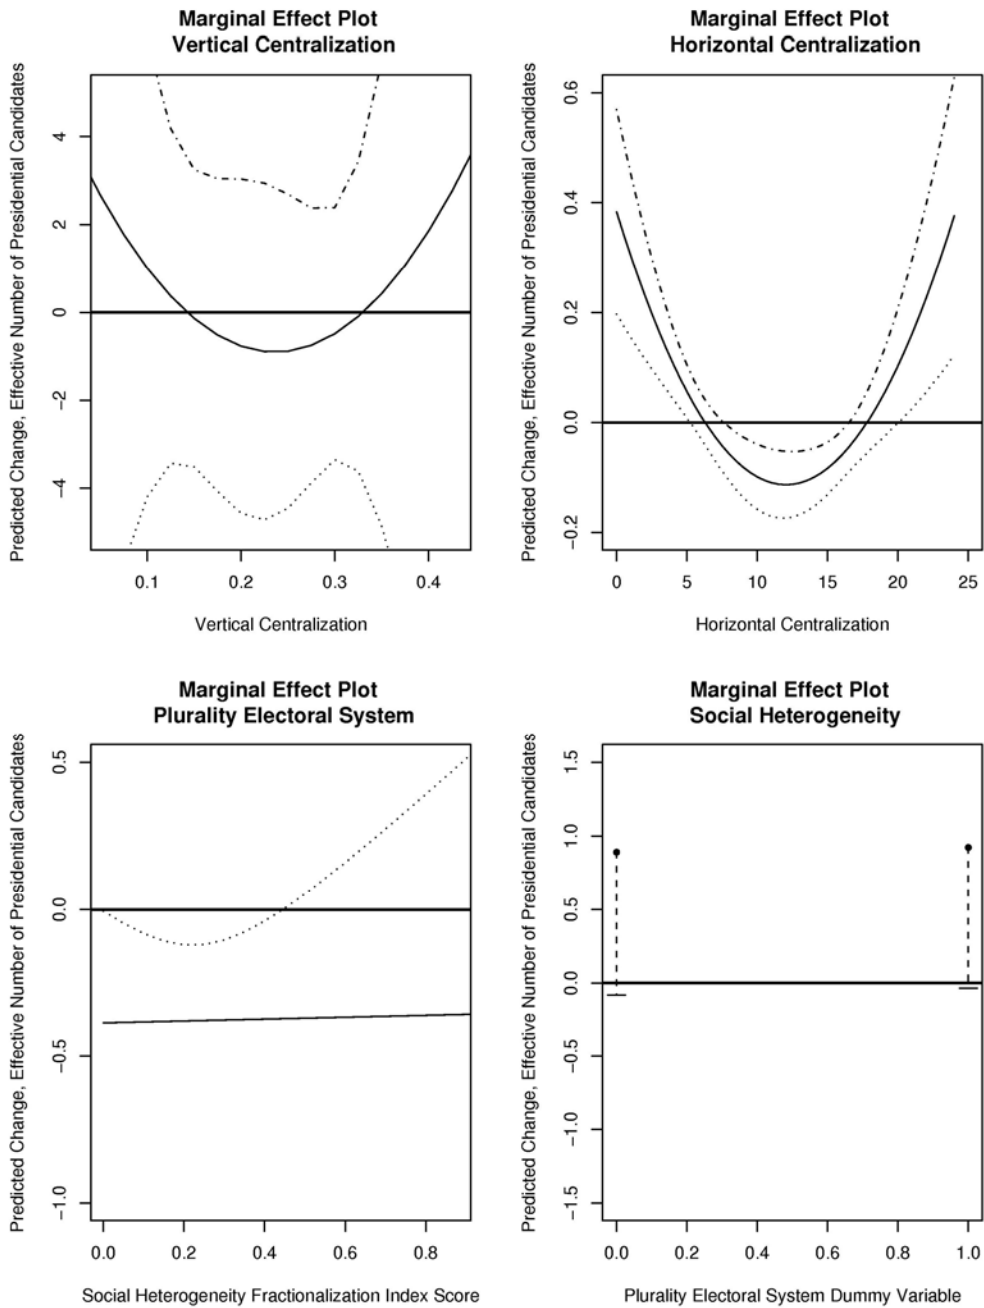 Marginal Effect Plot
Vertical Centralization
Predicted Change, Effective Number of Presidential Candidates
4
2
0
−2
−4
0.1 0.2 0.3 0.4
Vertical Centralization
Marginal Effect Plot
Horizontal Centralization
Predicted Change, Effective Number of Presidential Candidates
0.6
0.4
0.2
0.0
−0.2
0 5 10 15 20 25
Horizontal Centralization
Marginal Effect Plot
Plurality Electoral System
Predicted Change, Effective Number of Presidential Candidates
0.5
0.0
−0.5
−1.0
0.0 0.2 0.4 0.6 0.8
Social Heterogeneity Fractionalization Index Score
Marginal Effect Plot
Social Heterogeneity
Predicted Change, Effective Number of Presidential Candidates
1.5
1.0
0.5
0.0
−0.5
−1.0
−1.5
0.0 0.2 0.4 0.6 0.8 1.0
Plurality Electoral System Dummy Variable